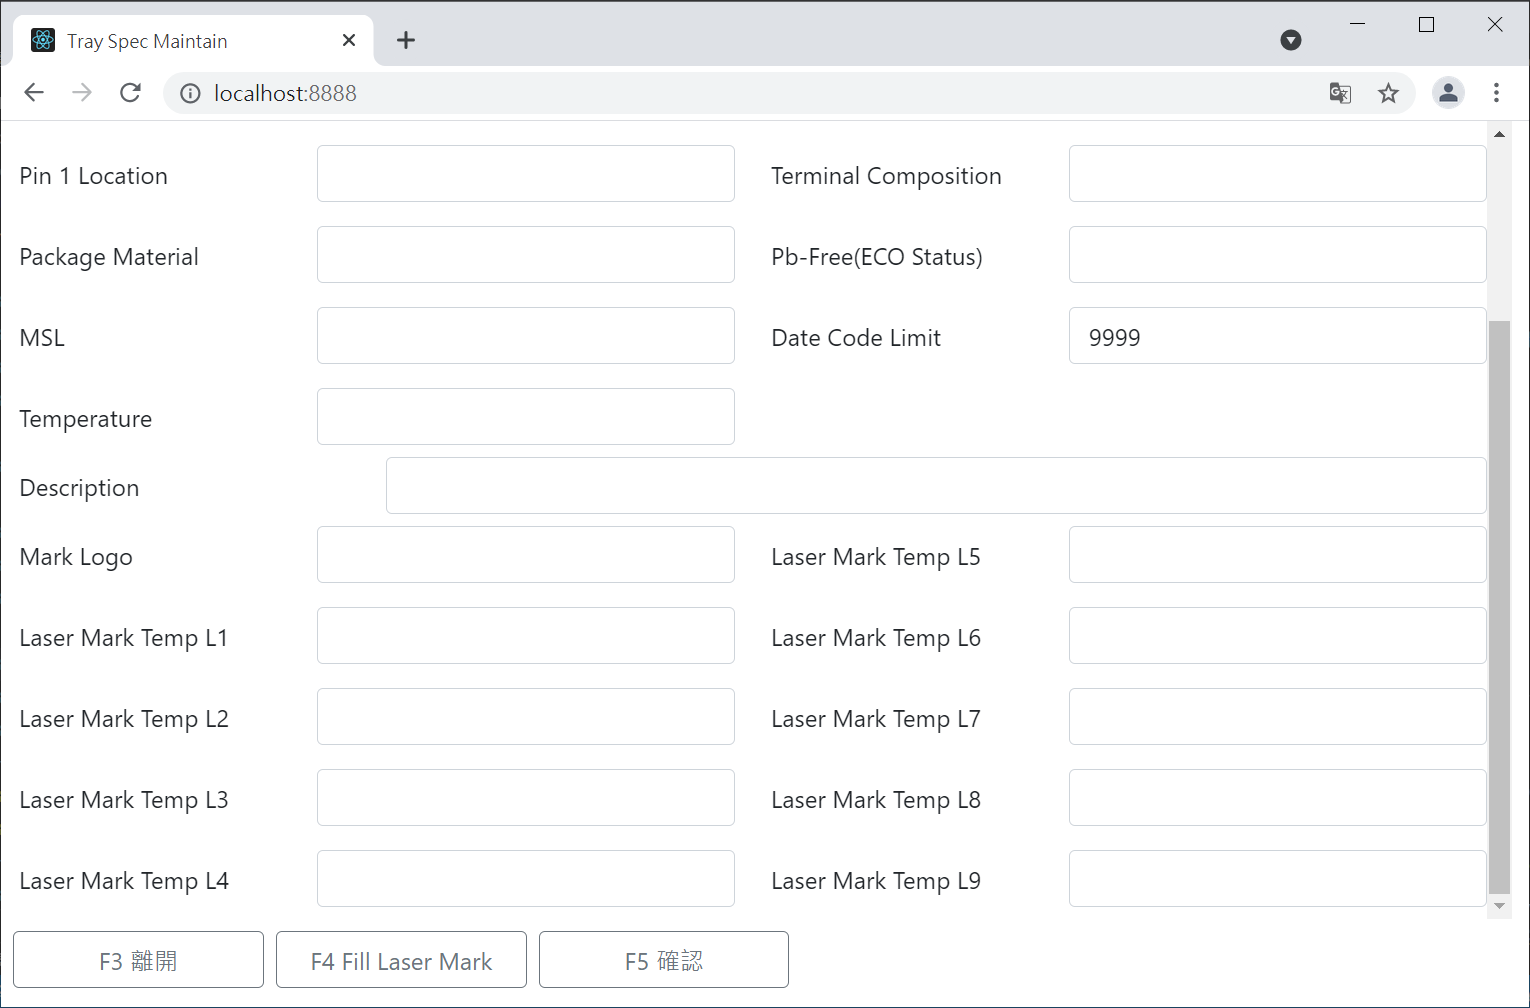 Tray Spec Maintain
localhost:8888
Pin 1 Location
Terminal Composition
Package Material
Pb-Free(ECO Status)
MSL
Date Code Limit
9999
Temperature
Description
Mark Logo
Laser Mark Temp L5
Laser Mark Temp L1
Laser Mark Temp L6
Laser Mark Temp L2
Laser Mark Temp L7
Laser Mark Temp L3
Laser Mark Temp L8
Laser Mark Temp L4
Laser Mark Temp L9
F3 離開
F4 Fill Laser Mark
F5 確認